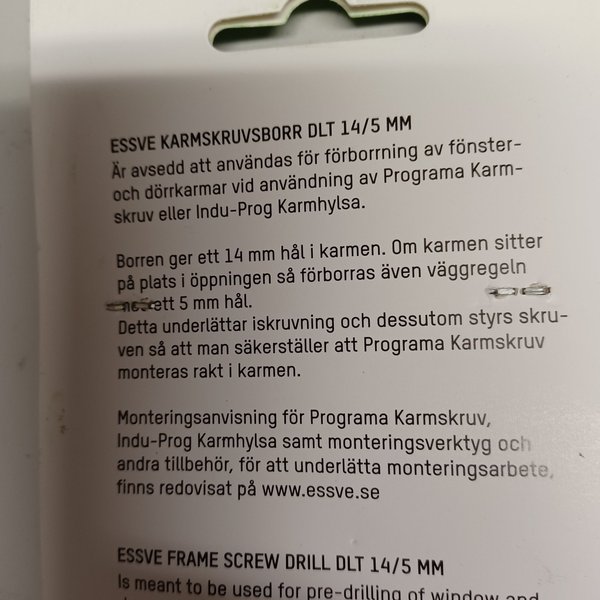 ESSVE KARMSKRUVSBORR DLT 14/5 MM
Är avsedd att användas för förborrning av fönster-
och dörrkarmar vid användning av Programa Karm-
skruv eller Indu-Prog Karmhylsa.
Borren ger ett 14 mm hål i karmen. Om karmen sitter
på plats i öppningen så förborras även väggregeln
ett 5 mm hål.
Detta underlättar iskruvning och dessutom styrs skru-
ven så att man säkerställer att Programa Karmskruv
monteras rakt i karmen.
Monteringsanvisning för Programa Karmskruv,
Indu-Prog Karmhylsa samt monteringsverktyg och
andra tillbehör, för att underlätta monteringsarbete,
finns redovisat på www.essve.se
ESSVE FRAME SCREW DRILL DLT 14/5 MM
Is meant to be used for pre-drilling of window and